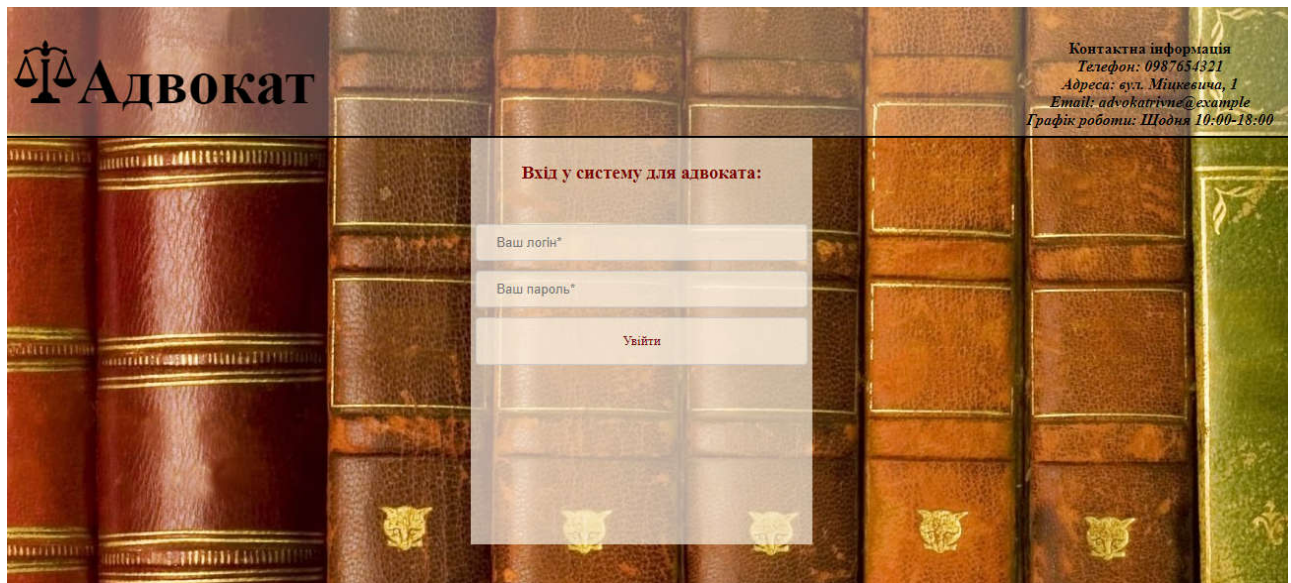 Адвокат
Контактна інформація
Телефон: 0987654321
Адреса: вул. Міцкевича, 1
Email: advokatrivne@example
Графік роботи: Щодня 10:00-18:00
Вхід у систему для адвоката:
Ваш логін*
Ваш пароль*
Увійти